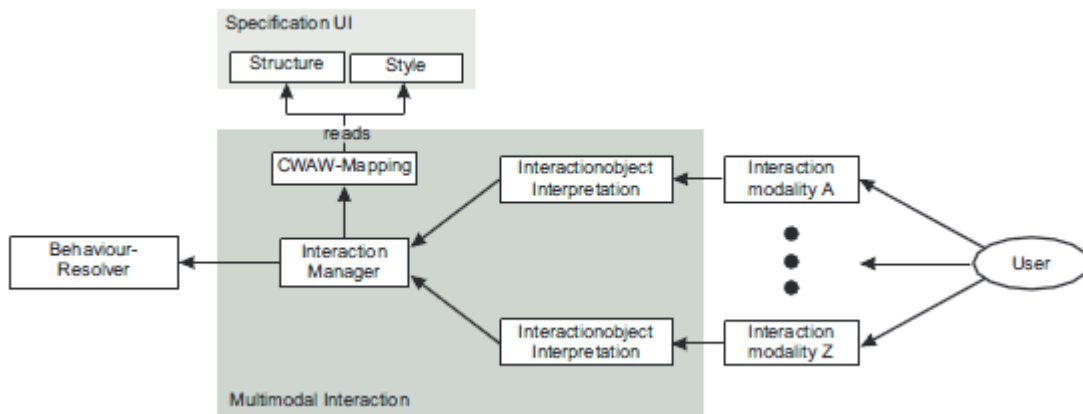 Specification UI
Structure
Style
reads
CWAW-Mapping
Interactionobject
Interpretation
Interaction
modality A
Behaviour-
Resolver
Interaction
Manager
User
Interactionobject
Interpretation
Interaction
modality Z
Multimodal Interaction